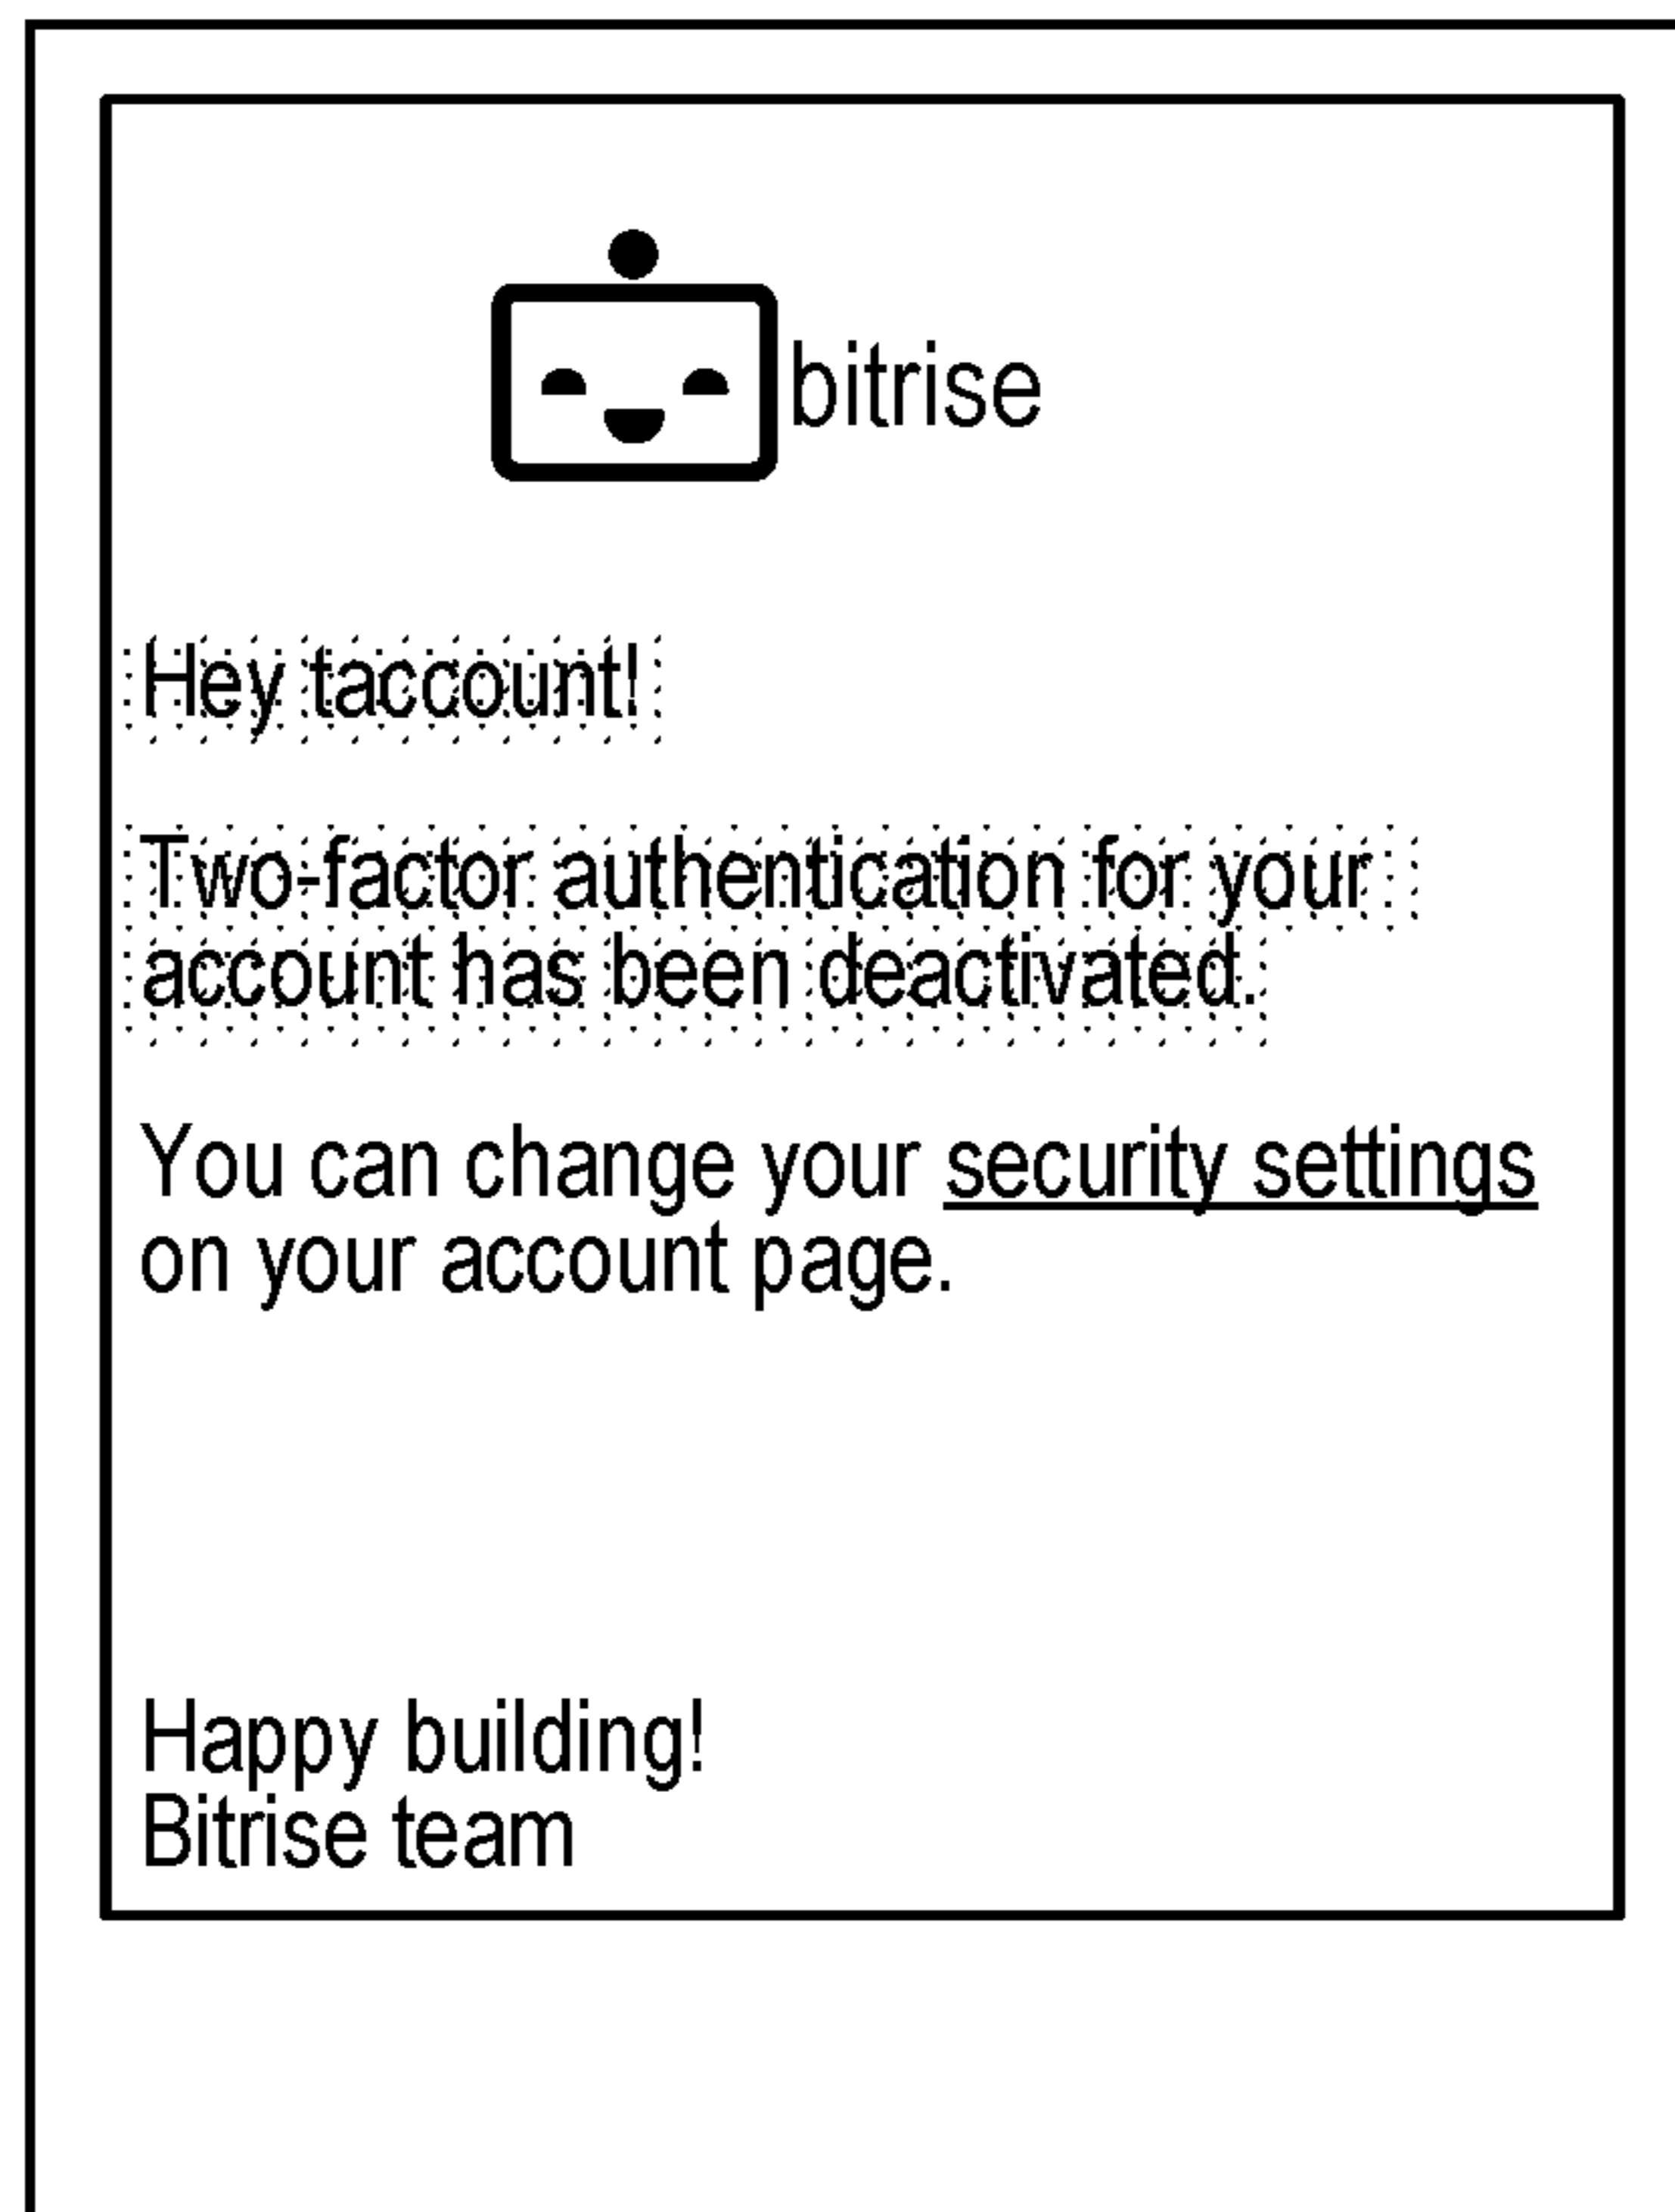 bitrise
Hey taccount!
Two-factor authentication for your
account has been deactivated.
You can change your security settings
on your account page.
Happy building!
Bitrise team